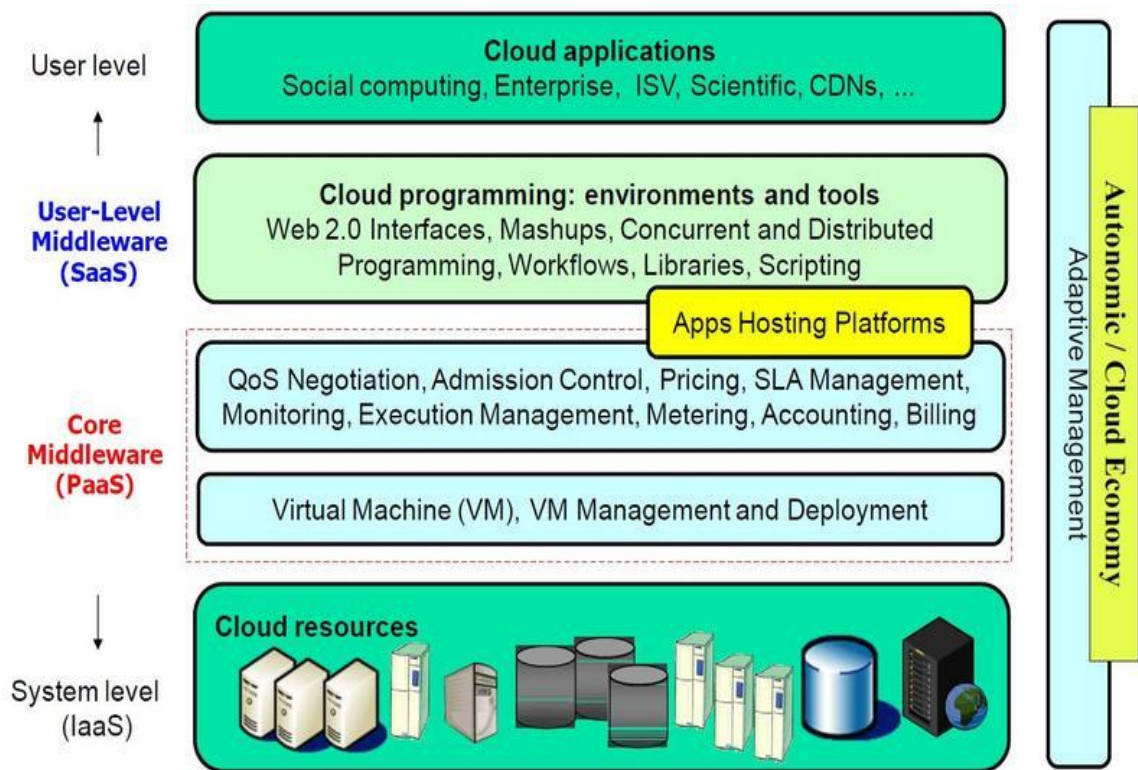 User level
Cloud applications
Social computing, Enterprise, ISV, Scientific, CDNs, ...
User-Level
Middleware
(SaaS)
Cloud programming: environments and tools
Web 2.0 Interfaces, Mashups, Concurrent and Distributed
Programming, Workflows, Libraries, Scripting
Apps Hosting Platforms
Core
Middleware
(PaaS)
QoS Negotiation, Admission Control, Pricing, SLA Management,
Monitoring, Execution Management, Metering, Accounting, Billing
Virtual Machine (VM), VM Management and Deployment
System level
(IaaS)
Cloud resources
Adaptive Management
Autonomic / Cloud Economy